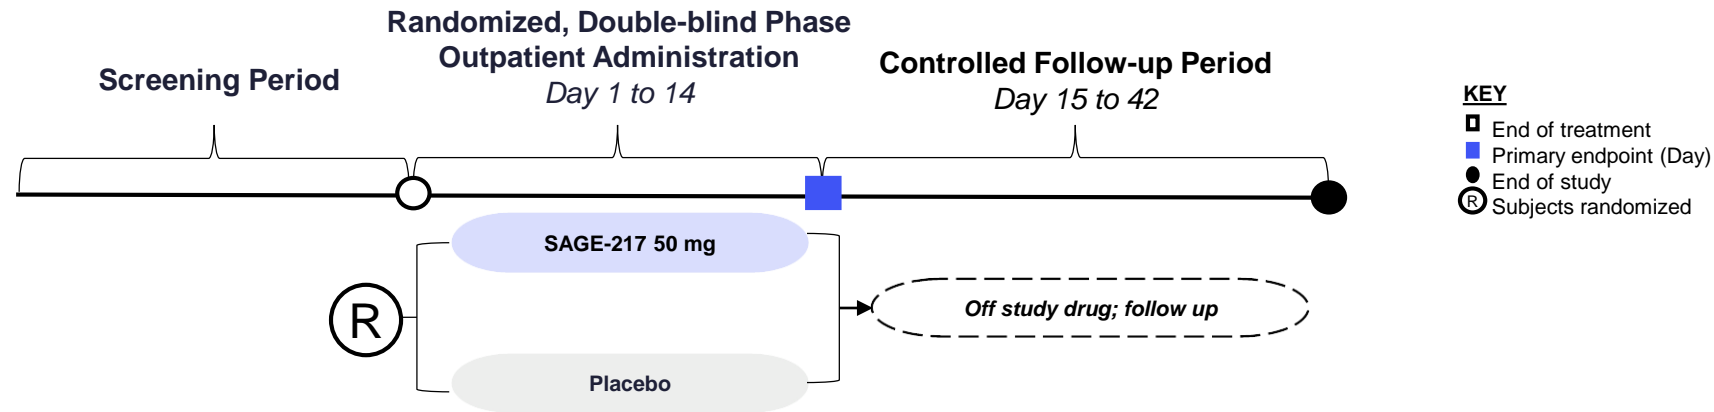 Screening Period
Randomized, Double-blind Phase
Outpatient Administration
Day 1 to 14
Controlled Follow-up Period
Day 15 to 42
KEY
End of treatment
Primary endpoint (Day)
End of study
R Subjects randomized
SAGE-217 50 mg
R
Off study drug; follow up
Placebo